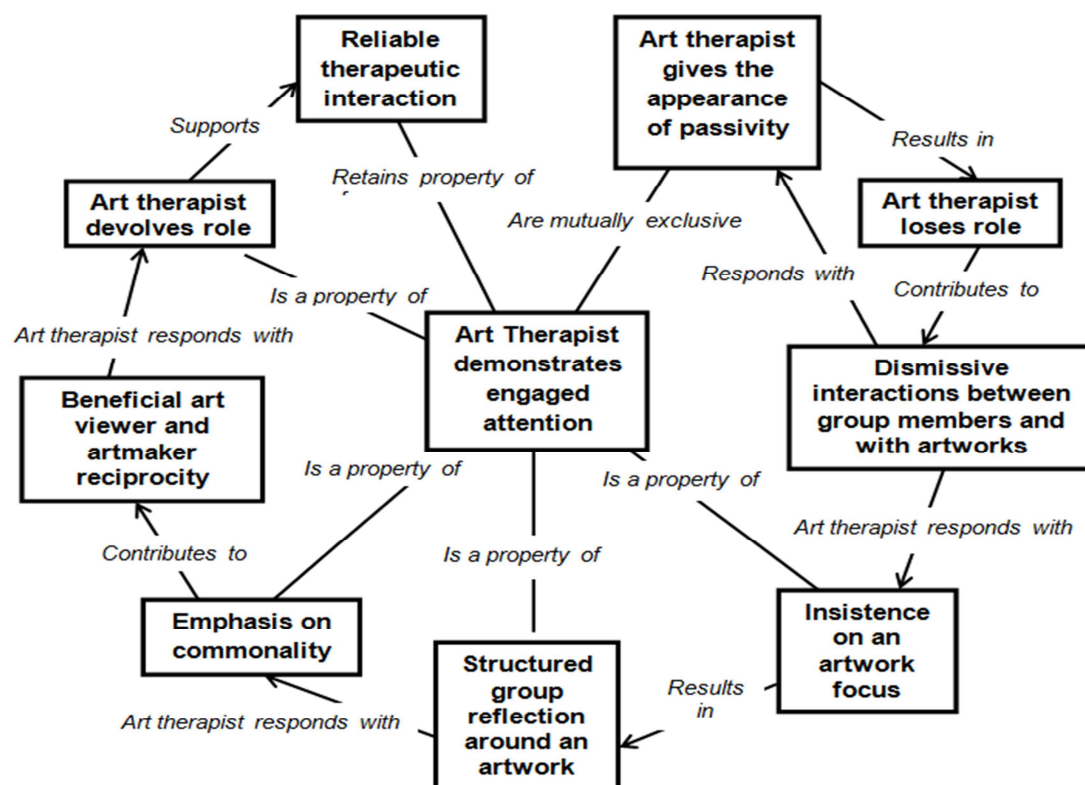 Reliable
therapeutic
interaction
Art therapist
gives the
appearance
of passivity
Supports
Results in
Retains property of
Art therapist
devolves role
Are mutually exclusive
Art therapist
loses role
Is a property of
Responds with
Contributes to
Art therapist responds with
Art Therapist
demonstrates
engaged
attention
Dismissive
interactions between
group members and
with artworks
Beneficial art
viewer and
artmaker
reciprocity
Is a property of
Is a property of
Art therapist responds with
Contributes to
Is a property of
Emphasis on
commonality
Insistence
on an
artwork
focus
Structured
group
reflection
around an
artwork
Results
in
Art therapist responds with